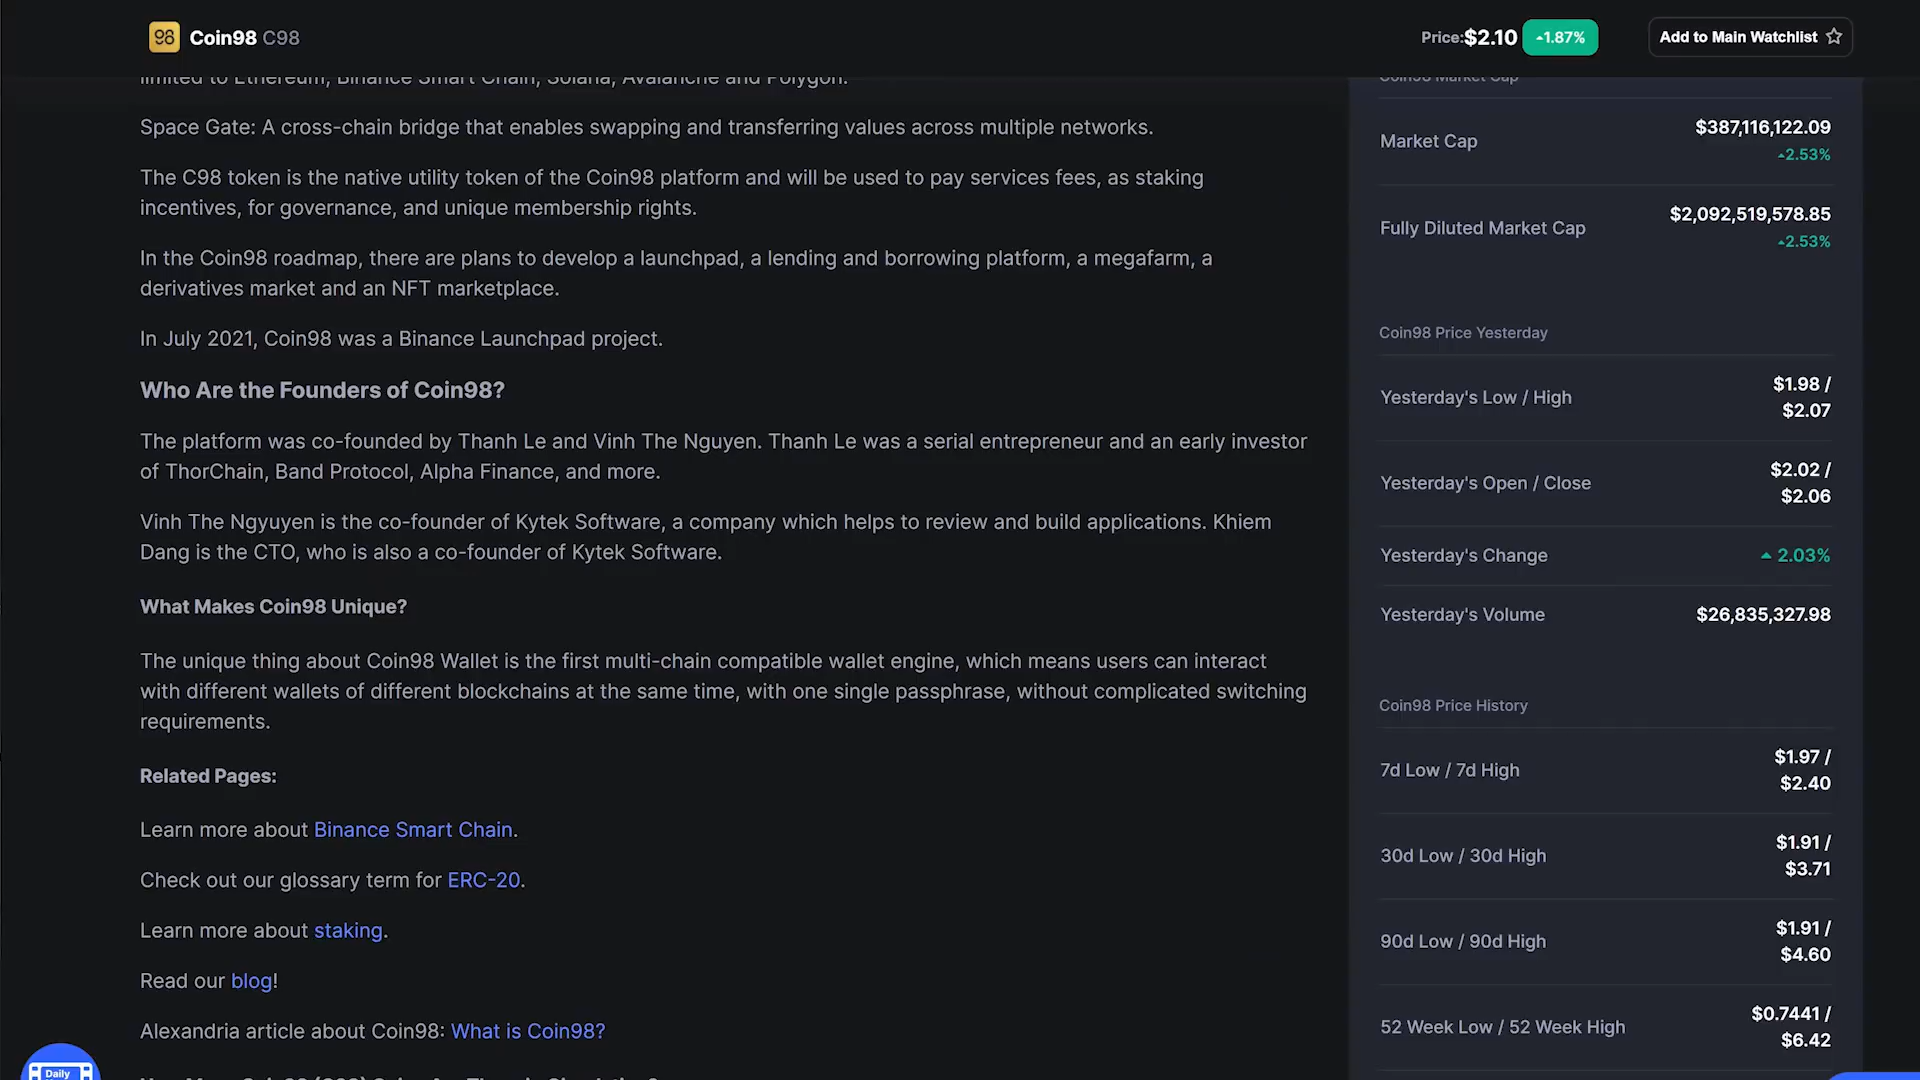 Coin98 C98
Price:$2.10 1.87%
Add to Main Watchlist
limited to Ethereum, Binance Smart Chain, Solana, Avalanche and Polygon.
Space Gate: A cross-chain bridge that enables swapping and transferring values across multiple networks.
The C98 token is the native utility token of the Coin98 platform and will be used to pay services fees, as staking
incentives, for governance, and unique membership rights.
In the Coin98 roadmap, there are plans to develop a launchpad, a lending and borrowing platform, a megafarm, a
derivatives market and an NFT marketplace.
In July 2021, Coin98 was a Binance Launchpad project.
Who Are the Founders of Coin98?
The platform was co-founded by Thanh Le and Vinh The Nguyen. Thanh Le was a serial entrepreneur and an early investor
of ThorChain, Band Protocol, Alpha Finance, and more.
Vinh The Ngyuyen is the co-founder of Kytek Software, a company which helps to review and build applications. Khiem
Dang is the CTO, who is also a co-founder of Kytek Software.
What Makes Coin98 Unique?
The unique thing about Coin98 Wallet is the first multi-chain compatible wallet engine, which means users can interact
with different wallets of different blockchains at the same time, with one single passphrase, without complicated switching
requirements.
Related Pages:
Learn more about Binance Smart Chain.
Check out our glossary term for ERC-20.
Learn more about staking.
Read our blog!
Alexandria article about Coin98: What is Coin98?
Daily
Coin98 Market Cap
Market Cap
$387,116,122.09
2.53%
Fully Diluted Market Cap
$2,092,519,578.85
2.53%
Coin98 Price Yesterday
Yesterday's Low / High
$1.98 /
$2.07
Yesterday's Open / Close
$2.02 /
$2.06
Yesterday's Change
2.03%
Yesterday's Volume
$26,835,327.98
Coin98 Price History
7d Low / 7d High
$1.97 /
$2.40
30d Low / 30d High
$1.91 /
$3.71
90d Low / 90d High
$1.91 /
$4.60
52 Week Low / 52 Week High
$0.7441 /
$6.42